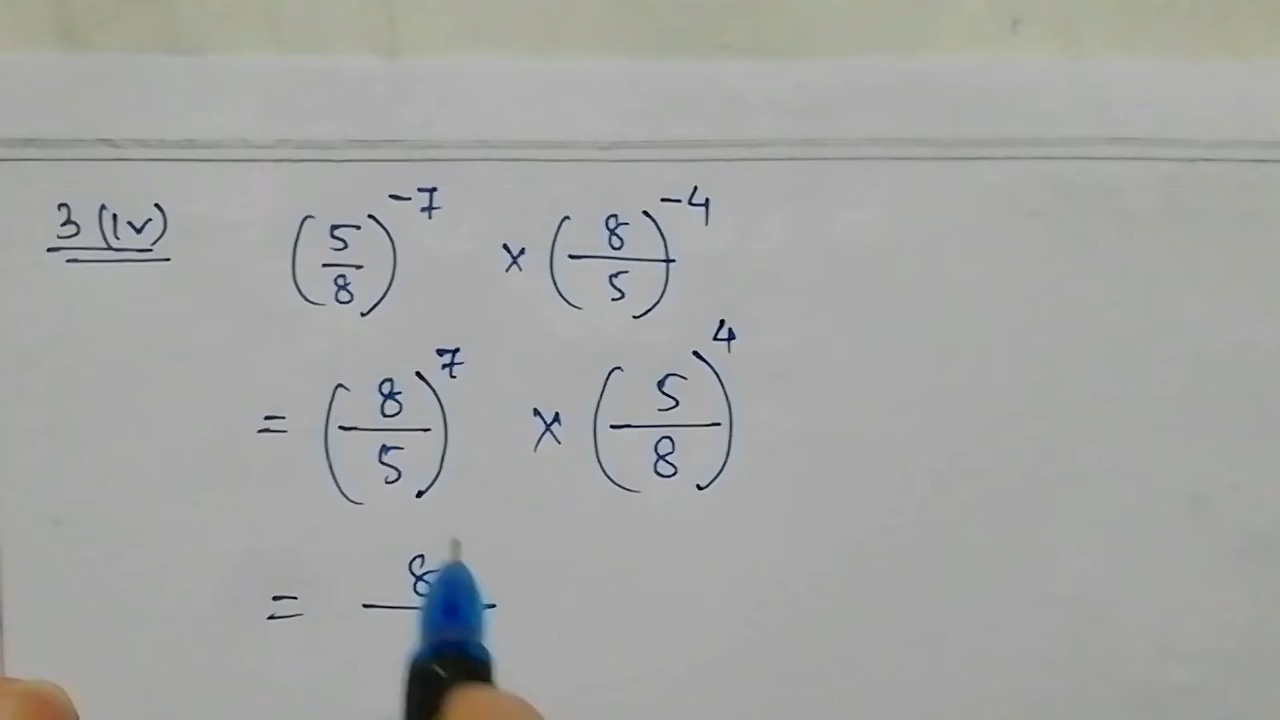 3 (iv) (5/8)^-7 × (8/5)^-4
= (8/5)^7 × (5/8)^4
= 8